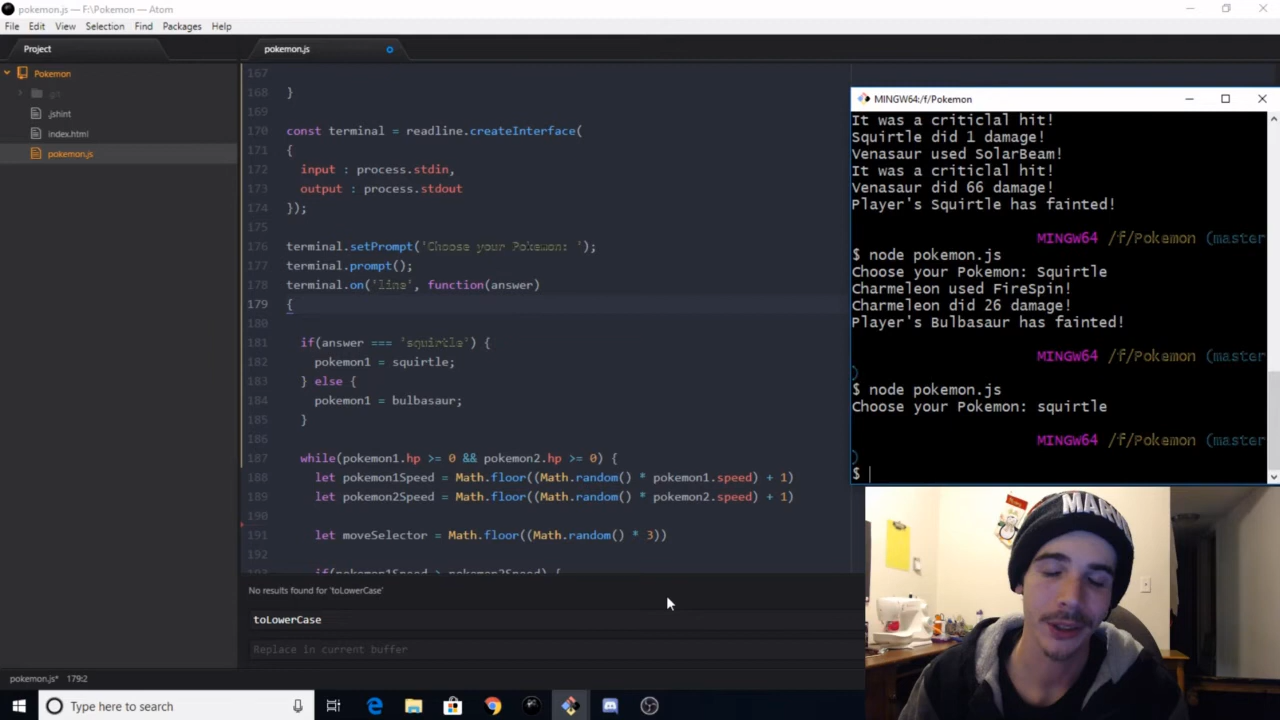 pokemon.js — F:\Pokemon — Atom
File Edit View Selection Find Packages Help
Project
pokemon.js
Pokemon
.git
.jshint
index.html
pokemon.js
167
168 }
169
170 const terminal = readline.createInterface(
171 {
172 input : process.stdin,
173 output : process.stdout
174 });
175
176 terminal.setPrompt('Choose your Pokemon: ');
177 terminal.prompt();
178 terminal.on('line', function(answer)
179 {
180
181 if(answer === 'squirtle') {
182 pokemon1 = squirtle;
183 } else {
184 pokemon1 = bulbasaur;
185 }
186
187 while(pokemon1.hp >= 0 && pokemon2.hp >= 0) {
188 let pokemon1Speed = Math.floor((Math.random() * pokemon1.speed) + 1)
189 let pokemon2Speed = Math.floor((Math.random() * pokemon2.speed) + 1)
190
191 let moveSelector = Math.floor((Math.random() * 3))
192
193 if(pokemon1Speed > pokemon2Speed) {
No results found for 'toLowerCase'
toLowerCase
Replace in current buffer
pokemon.js* 179:2
MINGW64:/f/Pokemon
It was a criticlal hit!
Squirtle did 1 damage!
Venasaur used SolarBeam!
It was a criticlal hit!
Venasaur did 66 damage!
Player's Squirtle has fainted!
MINGW64 /f/Pokemon (master
$ node pokemon.js
Choose your Pokemon: Squirtle
Charmeleon used FireSpin!
Charmeleon did 26 damage!
Player's Bulbasaur has fainted!
MINGW64 /f/Pokemon (master
)
$ node pokemon.js
Choose your Pokemon: squirtle
MINGW64 /f/Pokemon (master
)
$
MARV
Type here to search